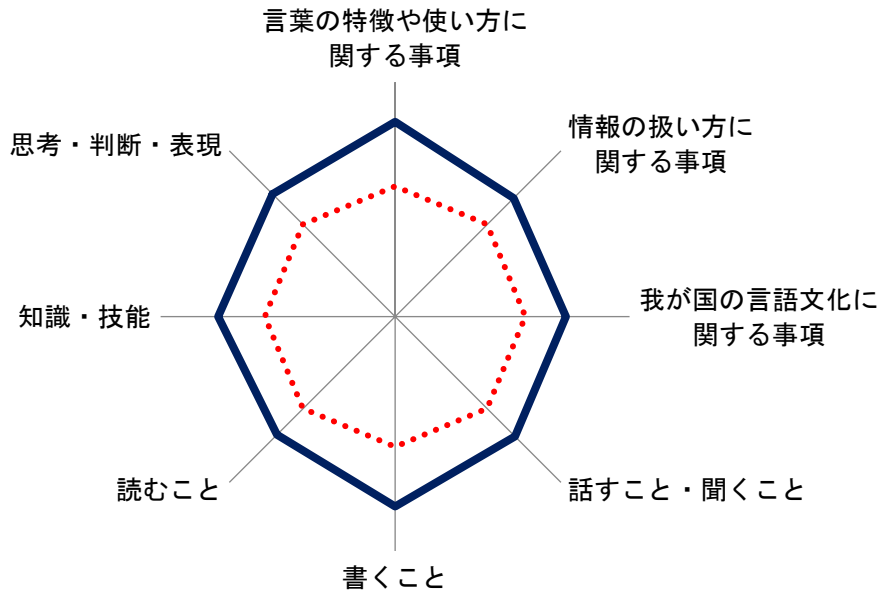 言葉の特徴や使い方に
関する事項
情報の扱い方に
関する事項
我が国の言語文化に
関する事項
話すこと・聞くこと
書くこと
読むこと
知識・技能
思考・判断・表現